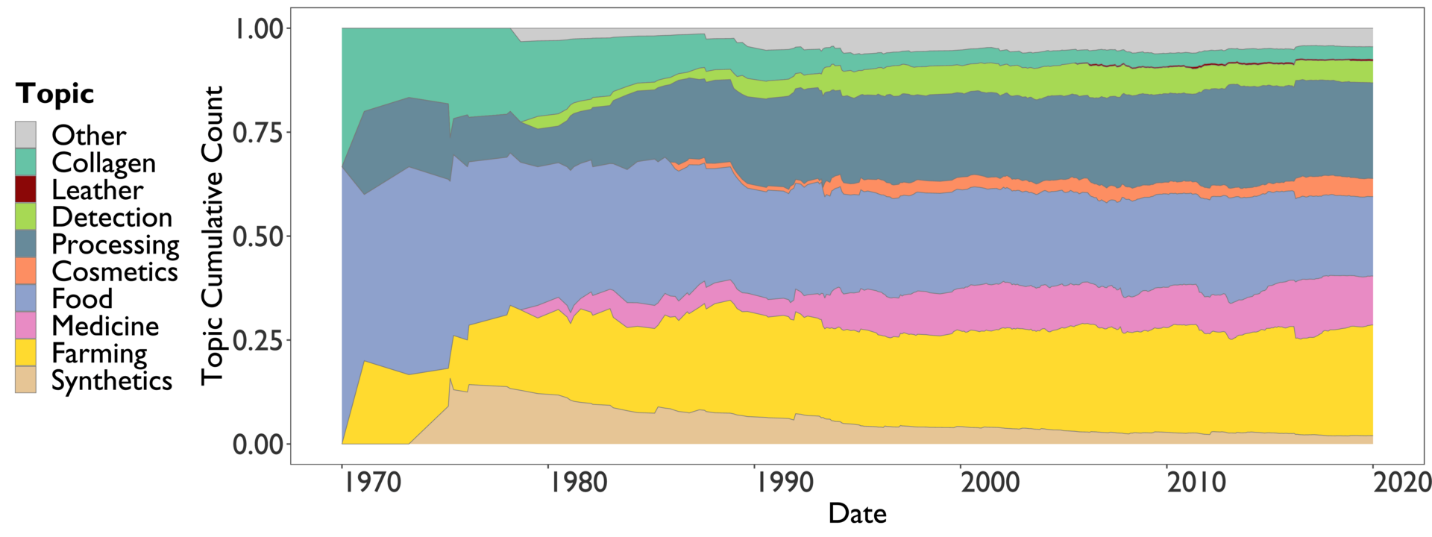 Topic
Other
Collagen
Leather
Detection
Processing
Cosmetics
Food
Medicine
Farming
Synthetics
Topic Cumulative Count
1.00
0.75
0.50
0.25
0.00
1970 1980 1990 2000 2010 2020
Date